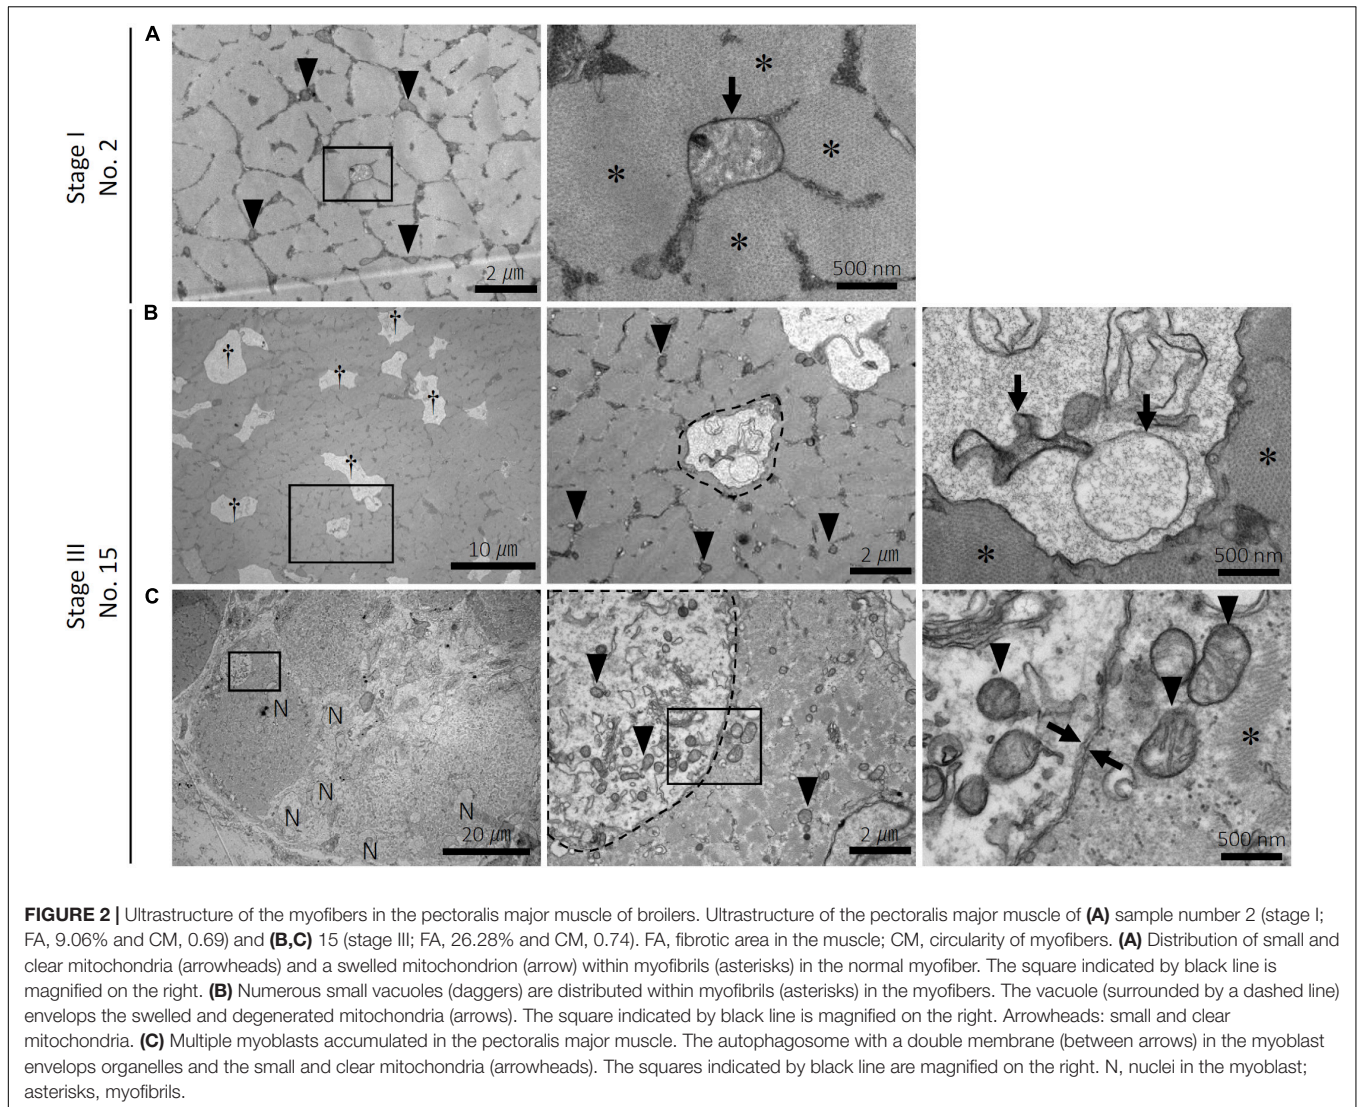 A
Stage I
No. 2
2 μm
* * * *
500 nm
B
Stage III
No. 15
† † † † † †
10 μm
2 μm
* *
500 nm
C
N N N N N N
20 μm
2 μm
*
500 nm
FIGURE 2 | Ultrastructure of the myofibers in the pectoralis major muscle of broilers. Ultrastructure of the pectoralis major muscle of (A) sample number 2 (stage I;
FA, 9.06% and CM, 0.69) and (B,C) 15 (stage III; FA, 26.28% and CM, 0.74). FA, fibrotic area in the muscle; CM, circularity of myofibers. (A) Distribution of small and
clear mitochondria (arrowheads) and a swelled mitochondrion (arrow) within myofibrils (asterisks) in the normal myofiber. The square indicated by black line is
magnified on the right. (B) Numerous small vacuoles (daggers) are distributed within myofibrils (asterisks) in the myofibers. The vacuole (surrounded by a dashed line)
envelops the swelled and degenerated mitochondria (arrows). The square indicated by black line is magnified on the right. Arrowheads: small and clear
mitochondria. (C) Multiple myoblasts accumulated in the pectoralis major muscle. The autophagosome with a double membrane (between arrows) in the myoblast
envelops organelles and the small and clear mitochondria (arrowheads). The squares indicated by black line are magnified on the right. N, nuclei in the myoblast;
asterisks, myofibrils.